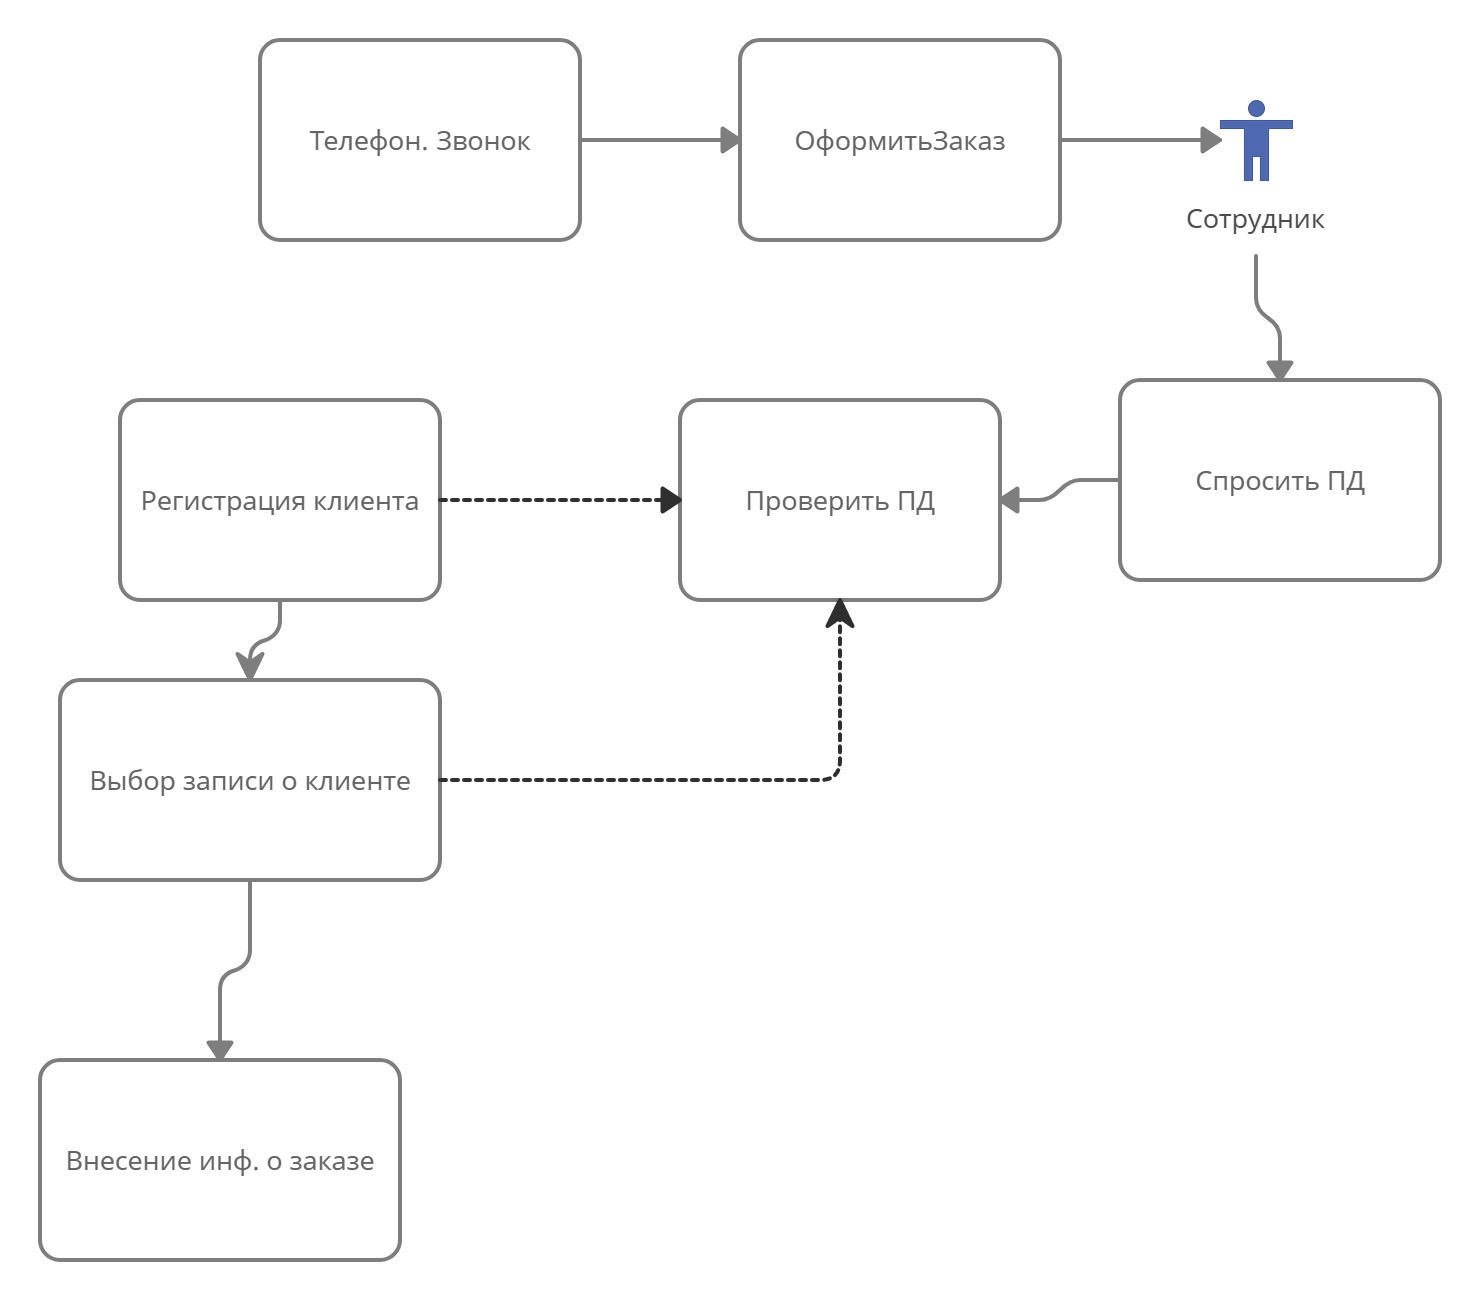 Телефон. Звонок
ОформитьЗаказ
Сотрудник
Регистрация клиента
Проверить ПД
Спросить ПД
Выбор записи о клиенте
Внесение инф. о заказе